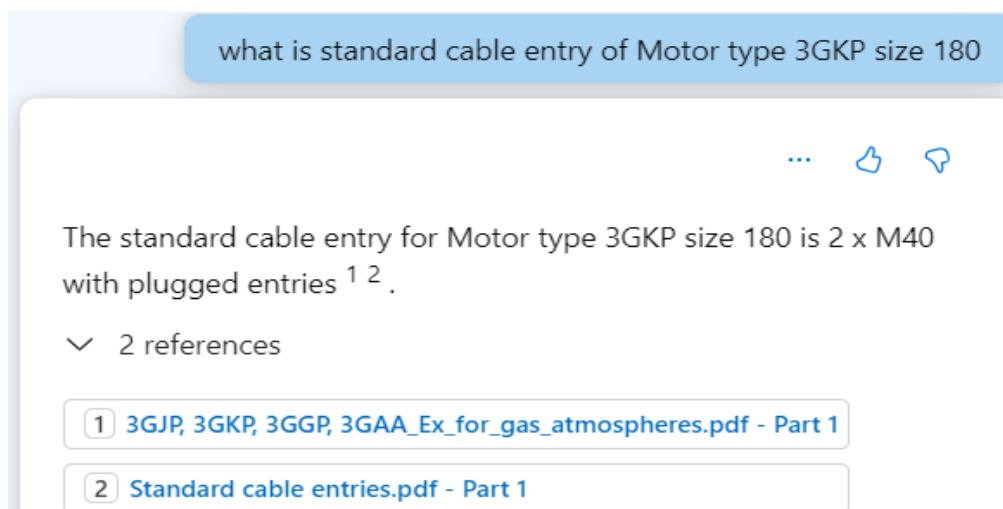 what is standard cable entry of Motor type 3GKP size 180
...
The standard cable entry for Motor type 3GKP size 180 is 2 x M40
with plugged entries 1 2 .
2 references
1 3GJP, 3GKP, 3GGP, 3GAA_Ex_for_gas_atmospheres.pdf - Part 1
2 Standard cable entries.pdf - Part 1